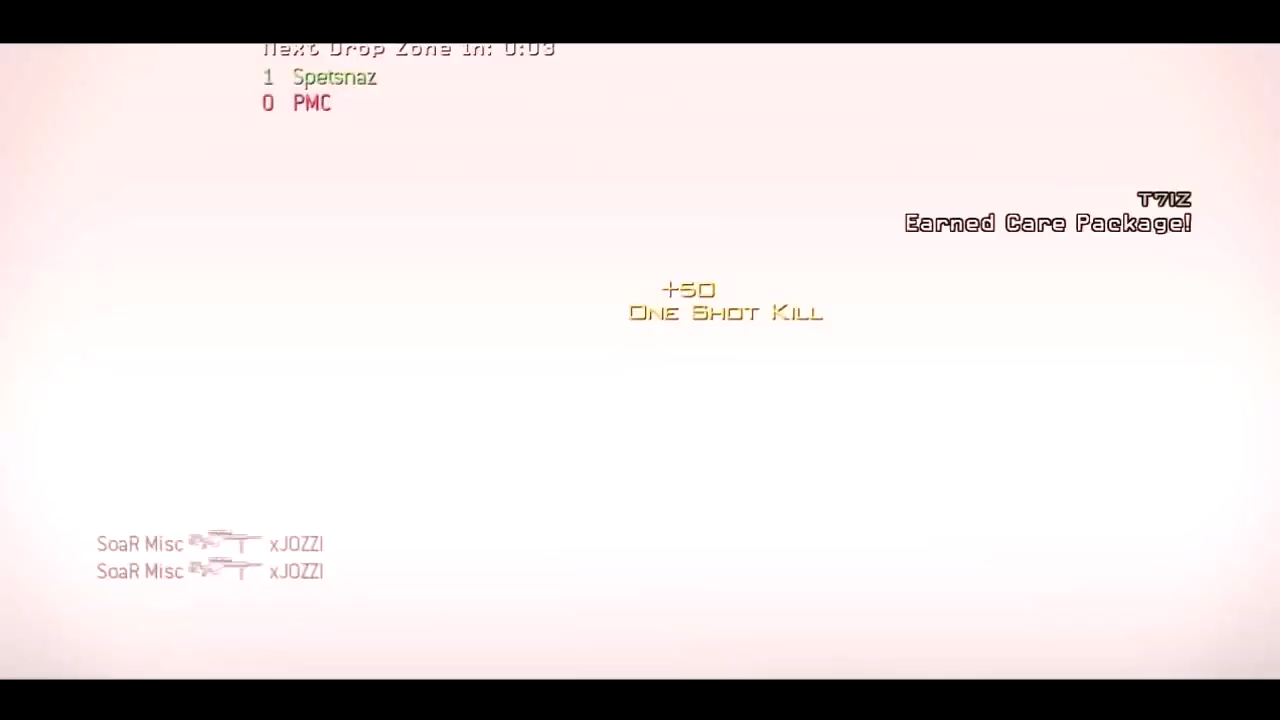 Next Drop Zone In: 0:03
1 Spetsnaz
0 PMC
T71Z
Earned Care Package!
+50
One Shot Kill
SoaR Misc xJOZZI
SoaR Misc xJOZZI